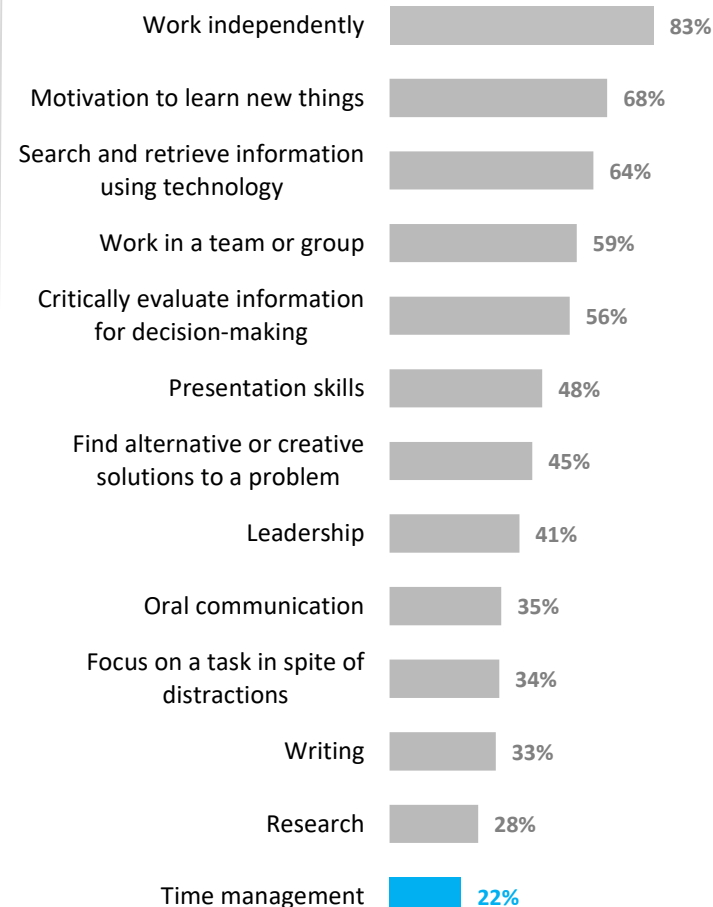 Work independently 83%
Motivation to learn new things 68%
Search and retrieve information
using technology 64%
Work in a team or group 59%
Critically evaluate information
for decision-making 56%
Presentation skills 48%
Find alternative or creative
solutions to a problem 45%
Leadership 41%
Oral communication 35%
Focus on a task in spite of
distractions 34%
Writing 33%
Research 28%
Time management 22%